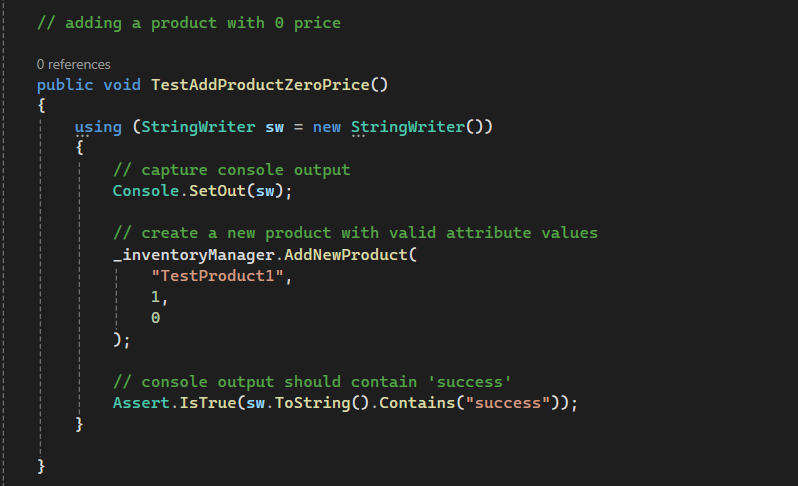 // adding a product with 0 price
0 references
public void TestAddProductZeroPrice()
{
using (StringWriter sw = new StringWriter())
{
// capture console output
Console.SetOut(sw);
// create a new product with valid attribute values
_inventoryManager.AddNewProduct(
"TestProduct1",
1,
0
);
// console output should contain 'success'
Assert.IsTrue(sw.ToString().Contains("success"));
}
}